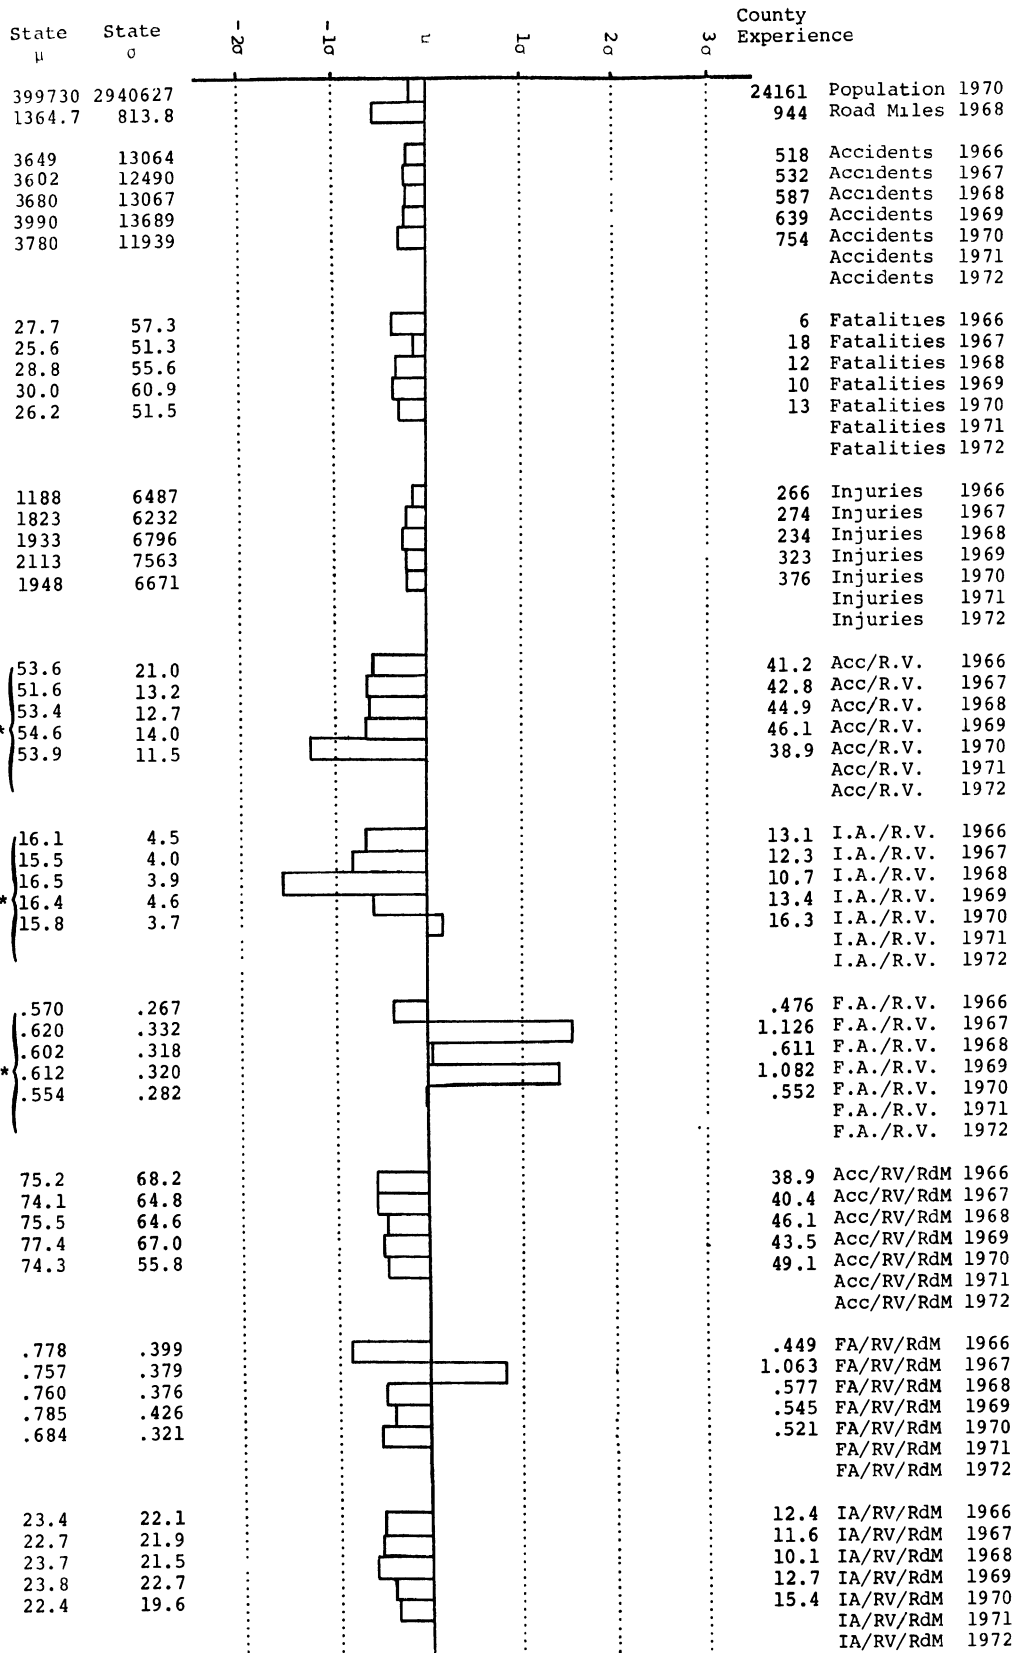 State State -2σ -1σ μ 1σ 2σ 3σ County
μ σ Experience
399730 2940627 24161 Population 1970
1364.7 813.8 944 Road Miles 1968
3649 13064 518 Accidents 1966
3602 12490 532 Accidents 1967
3680 13067 587 Accidents 1968
3990 13689 639 Accidents 1969
3780 11939 754 Accidents 1970
Accidents 1971
Accidents 1972
27.7 57.3 6 Fatalities 1966
25.6 51.3 18 Fatalities 1967
28.8 55.6 12 Fatalities 1968
30.0 60.9 10 Fatalities 1969
26.2 51.5 13 Fatalities 1970
Fatalities 1971
Fatalities 1972
1188 6487 266 Injuries 1966
1823 6232 274 Injuries 1967
1933 6796 234 Injuries 1968
2113 7563 323 Injuries 1969
1948 6671 376 Injuries 1970
Injuries 1971
Injuries 1972
53.6 21.0 41.2 Acc/R.V. 1966
51.6 13.2 42.8 Acc/R.V. 1967
53.4 12.7 44.9 Acc/R.V. 1968
* 54.6 14.0 46.1 Acc/R.V. 1969
53.9 11.5 38.9 Acc/R.V. 1970
Acc/R.V. 1971
Acc/R.V. 1972
16.1 4.5 13.1 I.A./R.V. 1966
15.5 4.0 12.3 I.A./R.V. 1967
16.5 3.9 10.7 I.A./R.V. 1968
* 16.4 4.6 13.4 I.A./R.V. 1969
15.8 3.7 16.3 I.A./R.V. 1970
I.A./R.V. 1971
I.A./R.V. 1972
.570 .267 .476 F.A./R.V. 1966
.620 .332 1.126 F.A./R.V. 1967
.602 .318 .611 F.A./R.V. 1968
* .612 .320 1.082 F.A./R.V. 1969
.554 .282 .552 F.A./R.V. 1970
F.A./R.V. 1971
F.A./R.V. 1972
75.2 68.2 38.9 Acc/RV/RdM 1966
74.1 64.8 40.4 Acc/RV/RdM 1967
75.5 64.6 46.1 Acc/RV/RdM 1968
77.4 67.0 43.5 Acc/RV/RdM 1969
74.3 55.8 49.1 Acc/RV/RdM 1970
Acc/RV/RdM 1971
Acc/RV/RdM 1972
.778 .399 .449 FA/RV/RdM 1966
.757 .379 1.063 FA/RV/RdM 1967
.760 .376 .577 FA/RV/RdM 1968
.785 .426 .545 FA/RV/RdM 1969
.684 .321 .521 FA/RV/RdM 1970
FA/RV/RdM 1971
FA/RV/RdM 1972
23.4 22.1 12.4 IA/RV/RdM 1966
22.7 21.9 11.6 IA/RV/RdM 1967
23.7 21.5 10.1 IA/RV/RdM 1968
23.8 22.7 12.7 IA/RV/RdM 1969
22.4 19.6 15.4 IA/RV/RdM 1970
IA/RV/RdM 1971
IA/RV/RdM 1972